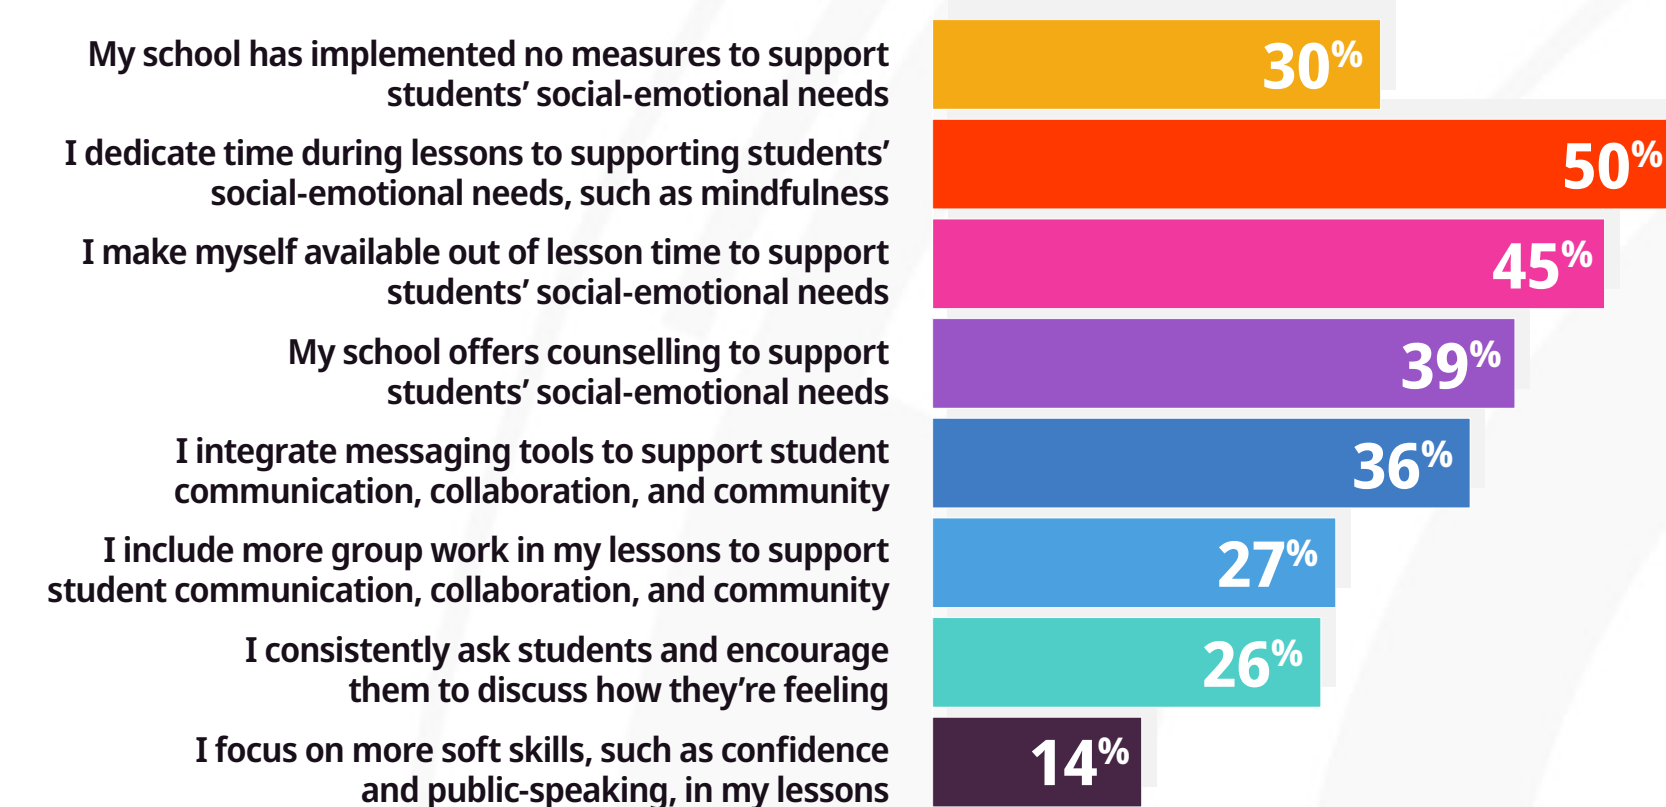 My school has implemented no measures to support
students’ social-emotional needs
30%
I dedicate time during lessons to supporting students’
social-emotional needs, such as mindfulness
50%
I make myself available out of lesson time to support
students’ social-emotional needs
45%
My school offers counselling to support
students’ social-emotional needs
39%
I integrate messaging tools to support student
communication, collaboration, and community
36%
I include more group work in my lessons to support
student communication, collaboration, and community
27%
I consistently ask students and encourage
them to discuss how they’re feeling
26%
I focus on more soft skills, such as confidence
and public-speaking, in my lessons
14%